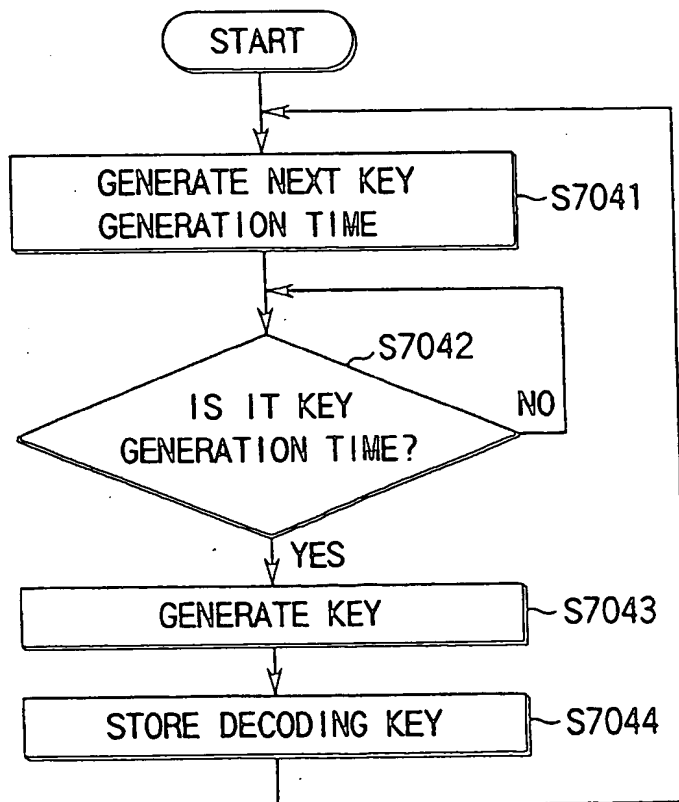 START
GENERATE NEXT KEY
GENERATION TIME
S7041
S7042
IS IT KEY
GENERATION TIME?
NO
YES
GENERATE KEY
S7043
STORE DECODING KEY
S7044